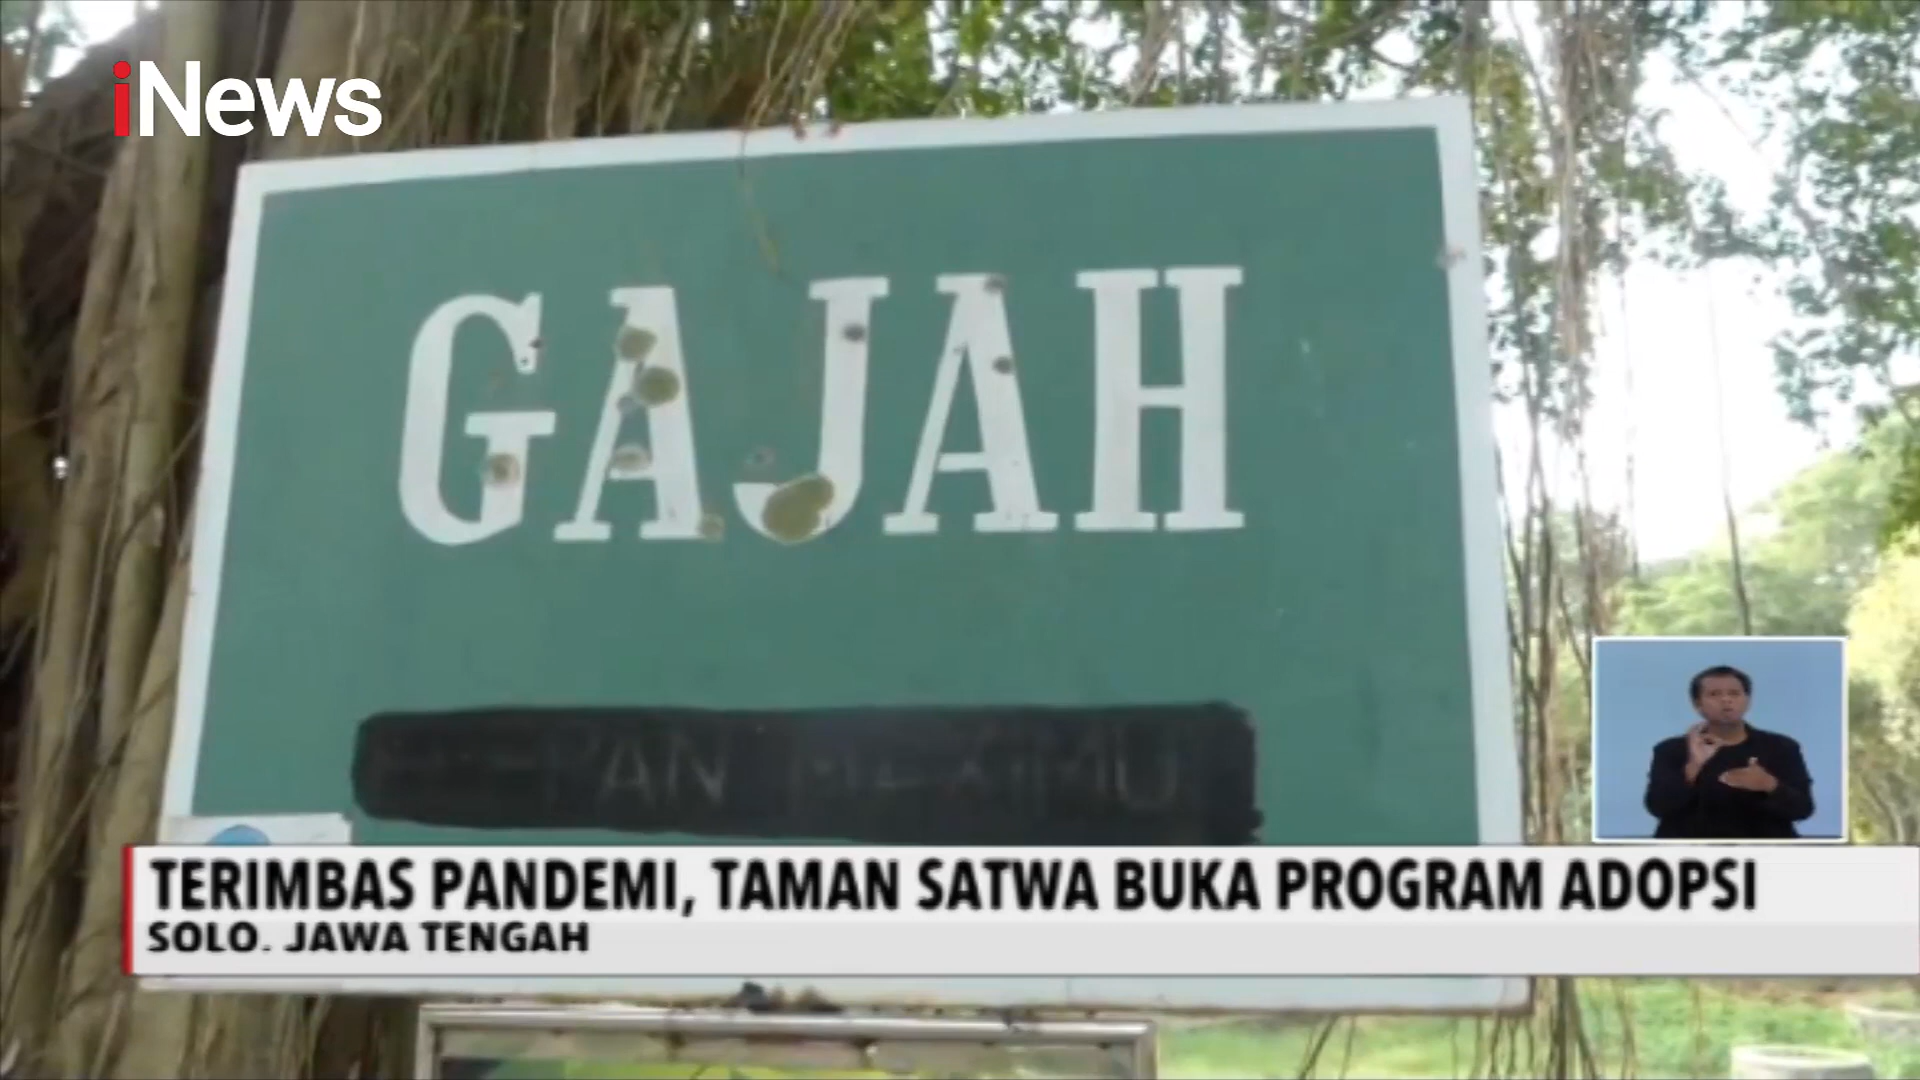 iNews
GAJAH
TERIMBAS PANDEMI, TAMAN SATWA BUKA PROGRAM ADOPSI
SOLO, JAWA TENGAH